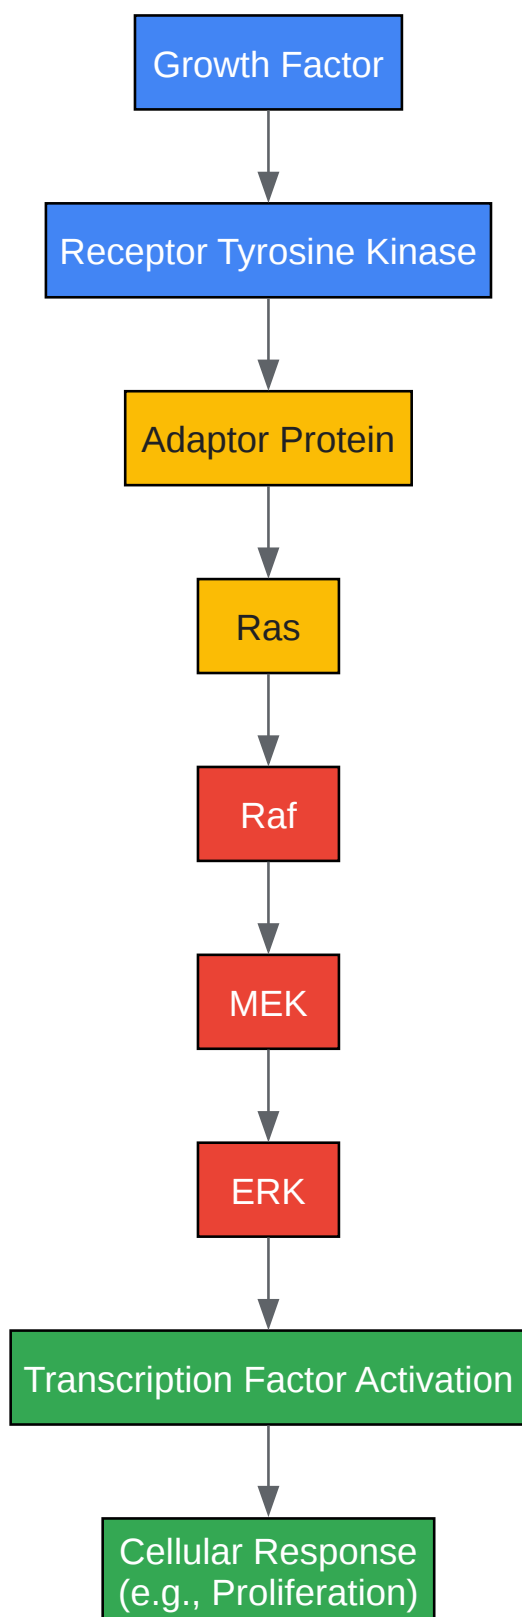 Growth Factor
Receptor Tyrosine Kinase
Adaptor Protein
Ras
Raf
MEK
ERK
Transcription Factor Activation
Cellular Response
(e.g., Proliferation)